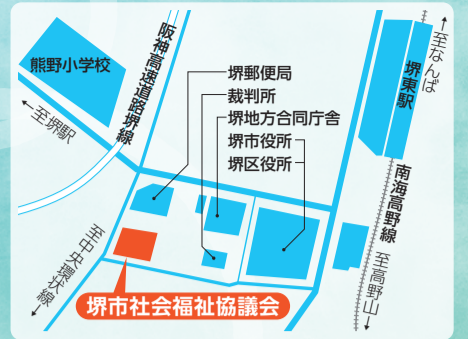 熊野小学校
←至堺駅
阪神高速道路堺線
堺郵便局
裁判所
堺地方合同庁舎
堺市役所
堺区役所
←至なんば
堺東駅
南海高野線
至高野山→
至中央環状線→
堺市社会福祉協議会